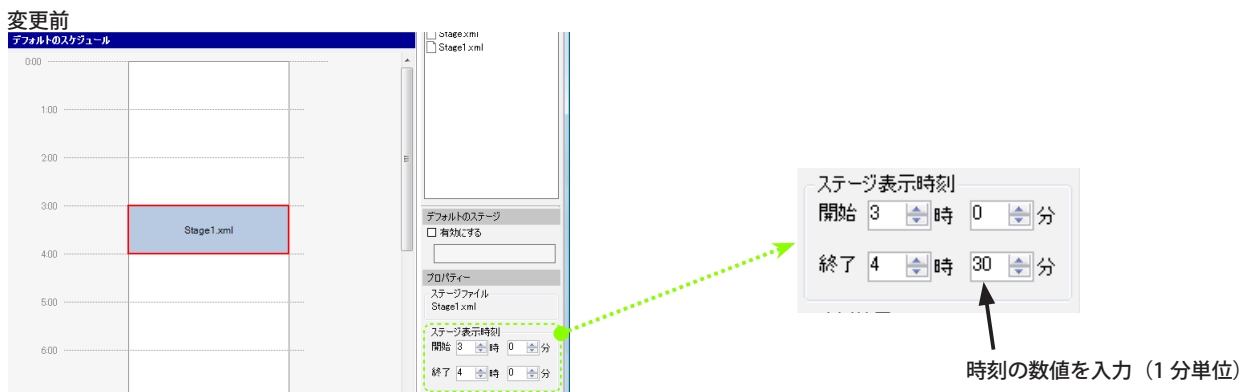 変更前
デフォルトのスケジュール
0:00
1:00
2:00
3:00
Stage1.xml
4:00
5:00
6:00
Stage.xml
Stage1.xml
デフォルトのステージ
有効にする
プロパティー
ステージファイル
Stage1.xml
ステージ表示時刻
開始 3 時 0 分
終了 4 時 0 分
ステージ表示時刻
開始 3 時 0 分
終了 4 時 30 分
時刻の数値を入力（1 分単位）